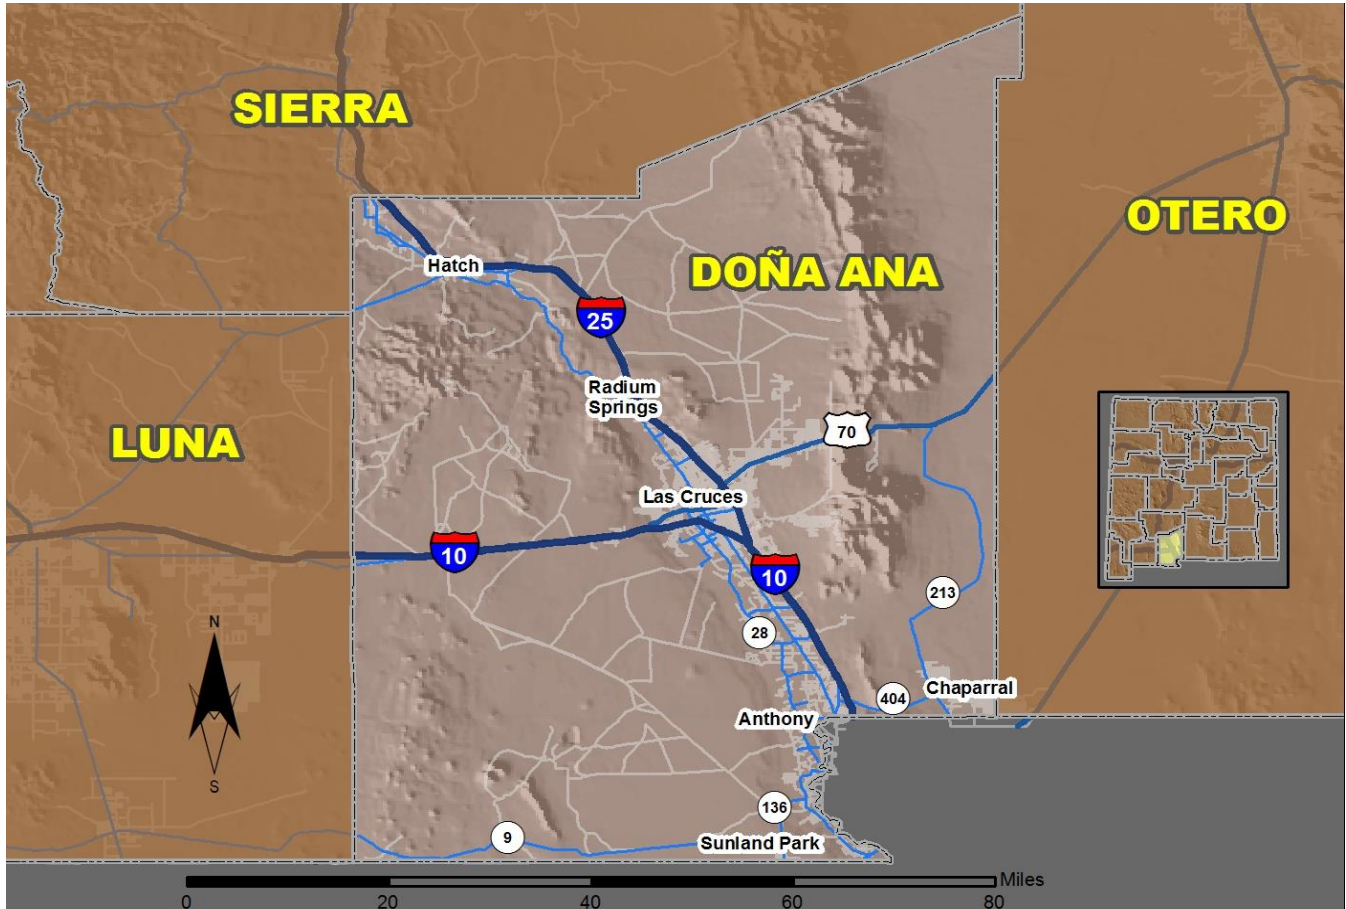 SIERRA
OTERO
DOÑA ANA
Hatch
25
Radium
Springs
70
LUNA
Las Cruces
10
10
213
28
N
S
Chaparral
404
Anthony
136
9
Sunland Park
Miles
0 20 40 60 80